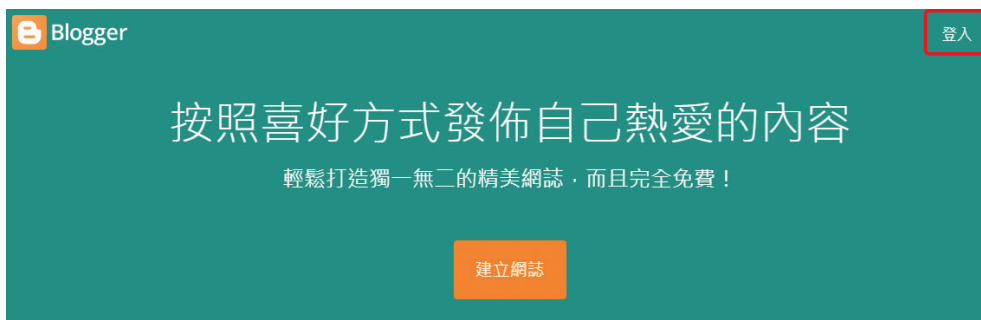 Blogger
登入
按照喜好方式發佈自己熱愛的內容
輕鬆打造獨一無二的精美網誌，而且完全免費！
建立網誌